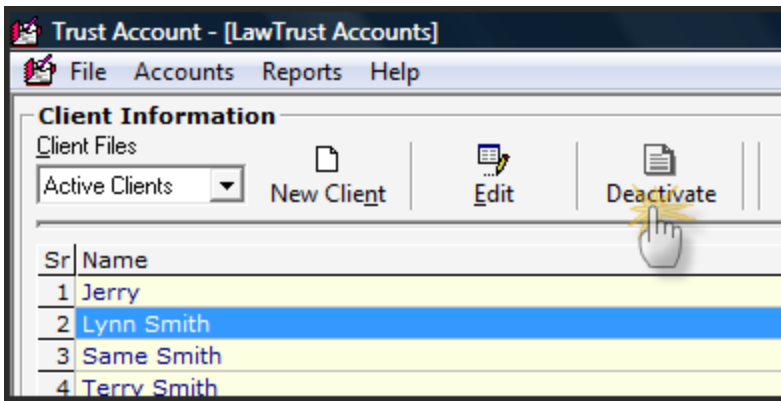 Trust Account - [LawTrust Accounts]
File Accounts Reports Help
Client Information
Client Files
Active Clients
New Client Edit Deactivate
Sr Name
1 Jerry
2 Lynn Smith
3 Same Smith
4 Terry Smith